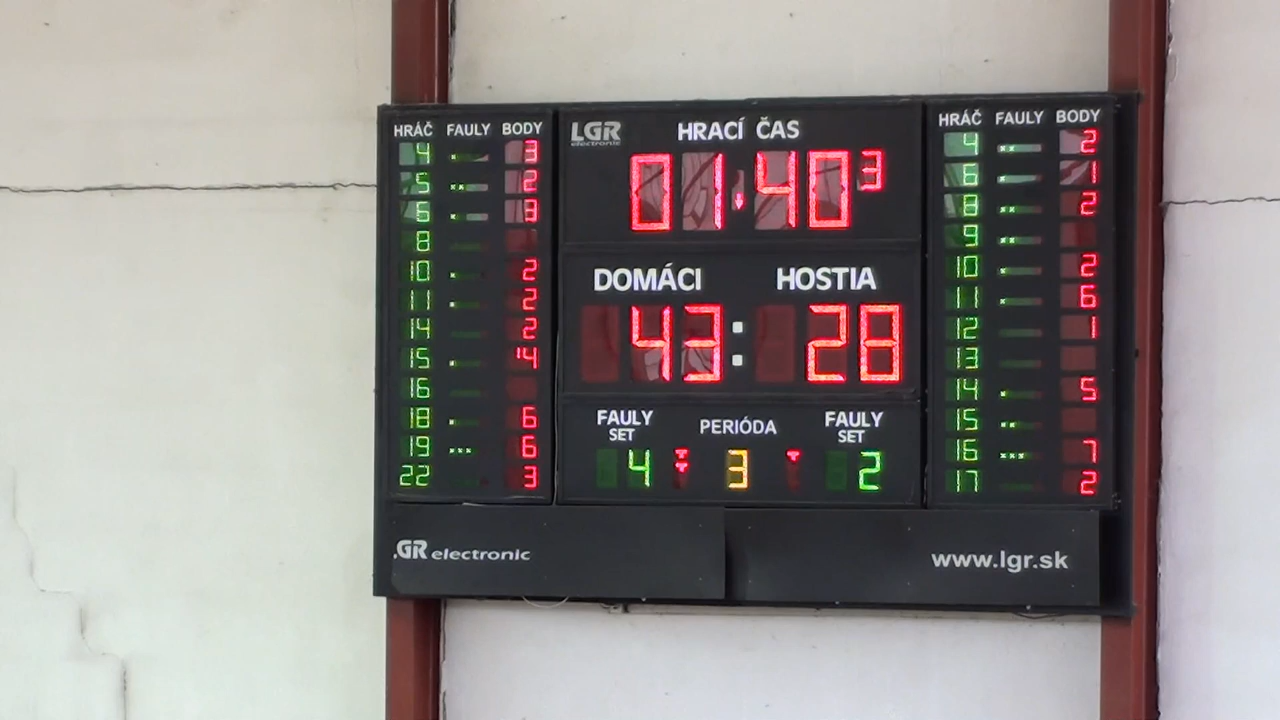 HRÁČ FAULY BODY
4 3
5 2
6 3
8
10 2
11 2
14 2
15 14
16
18 6
19 6
22 3
LGR
electronic
HRACÍ ČAS
01:40 3
DOMÁCI HOSTIA
43:28
FAULY SET PERIÓDA FAULY SET
4 3 2
HRÁČ FAULY BODY
4 2
6 1
8 2
9
10 2
11 6
12 1
13
14 5
15
16 7
17 2
LGR electronic
www.lgr.sk